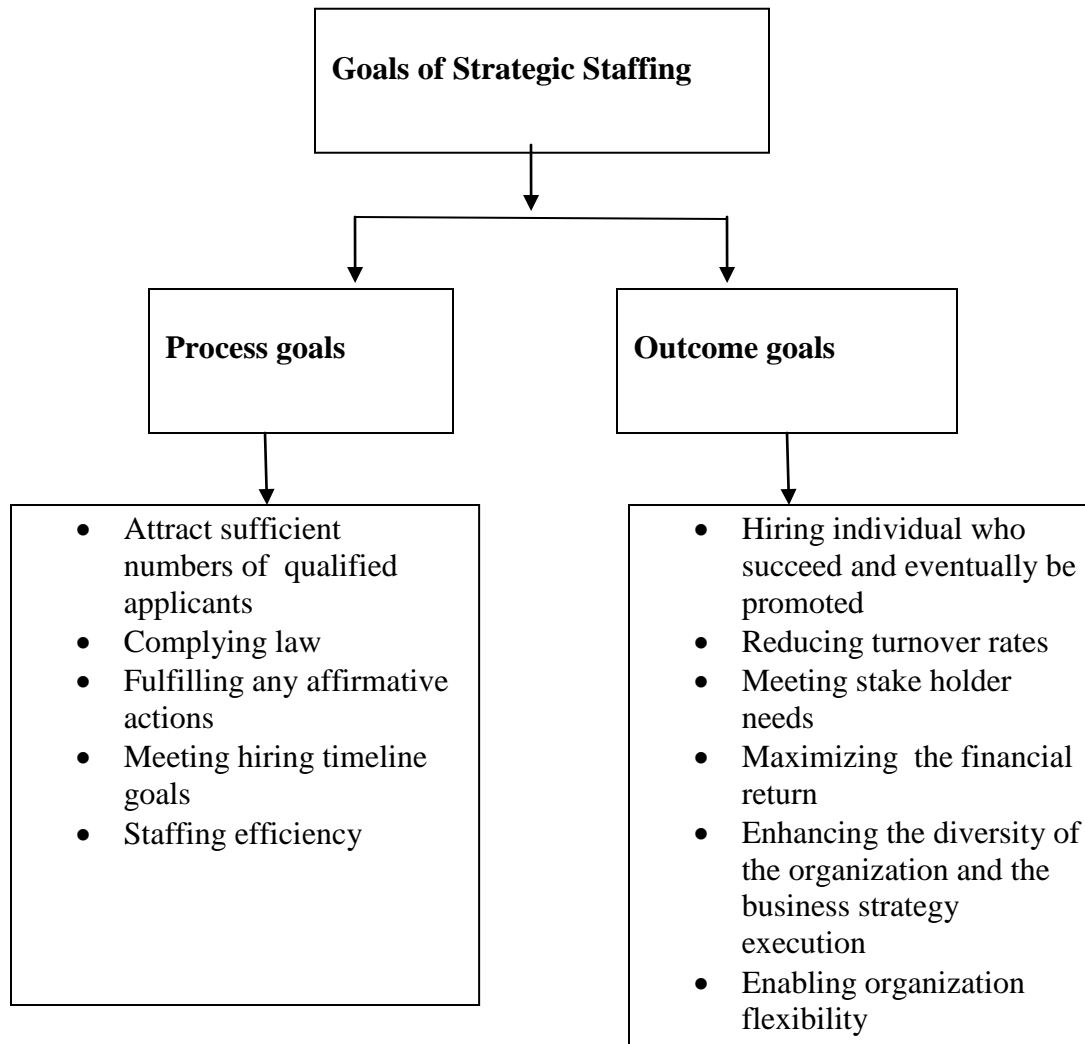 Goals of Strategic Staffing
Process goals
Outcome goals
• Attract sufficient
numbers of  qualified
applicants
• Complying law
• Fulfilling any affirmative
actions
• Meeting hiring timeline
goals
• Staffing efficiency
• Hiring individual who
succeed and eventually be
promoted
• Reducing turnover rates
• Meeting stake holder
needs
• Maximizing  the financial
return
• Enhancing the diversity of
the organization and the
business strategy
execution
• Enabling organization
flexibility